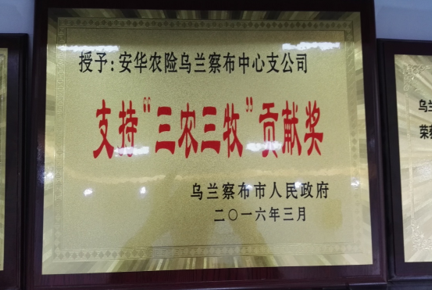 授予:安华农险乌兰察布中心支公司
支持“三农三牧”贡献奖
乌兰察布市人民政府
二〇一六年三月
乌
荣